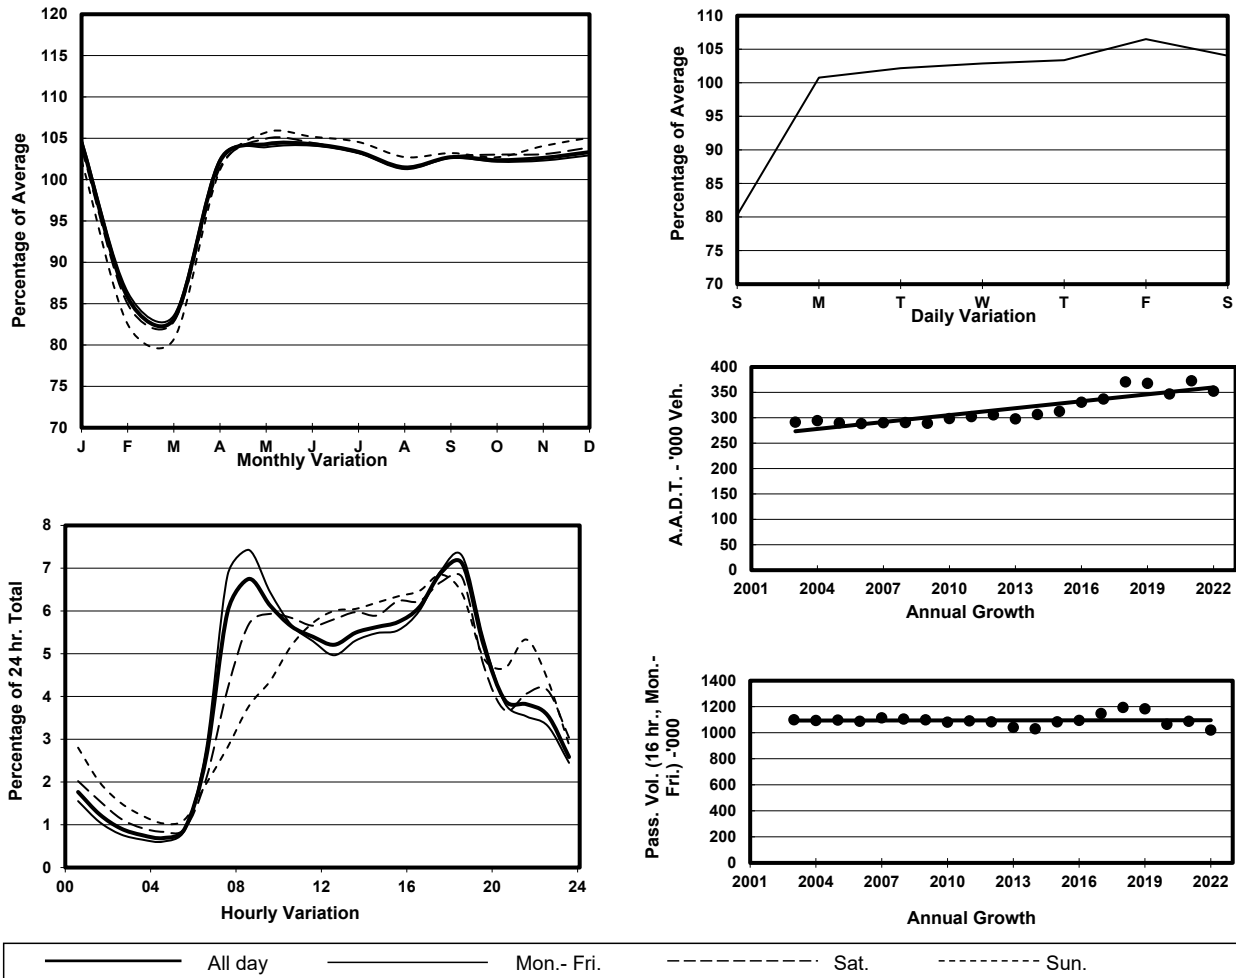 120
115
110
105
100
95
90
85
80
75
70
Percentage of Average
J F M A M J J A S O N D
Monthly Variation
110
105
100
95
90
85
80
75
70
Percentage of Average
S M T W T F S
Daily Variation
400
350
300
250
200
150
100
50
0
A.A.D.T. - '000 Veh.
2001 2004 2007 2010 2013 2016 2019 2022
Annual Growth
8
7
6
5
4
3
2
1
0
Percentage of 24 hr. Total
00 04 08 12 16 20 24
Hourly Variation
1400
1200
1000
800
600
400
200
0
Pass. Vol. (16 hr., Mon.-
Fri.) -'000
2001 2004 2007 2010 2013 2016 2019 2022
Annual Growth
All day Mon.- Fri. Sat. Sun.